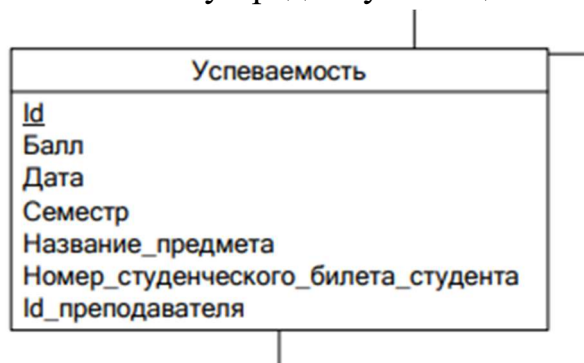 Успеваемость
Id
Балл
Дата
Семестр
Название_предмета
Номер_студенческого_билета_студента
Id_преподавателя